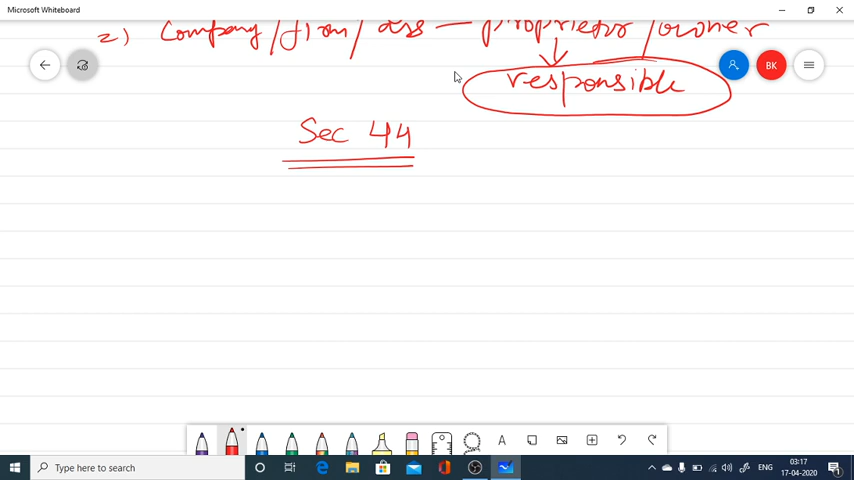 Microsoft Whiteboard
2) Company/firm/ass — proprietor/owner
responsible
Sec 44
BK
A
Type here to search
ENG
03:17
17-04-2020